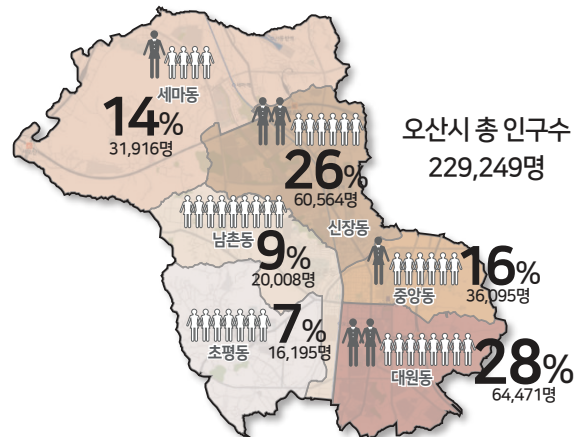 세마동
14%
31,916명
오산시 총 인구수
229,249명
26%
60,564명
신장동
남촌동
9%
20,008명
16%
중앙동
36,095명
초평동
7%
16,195명
대원동
28%
64,471명